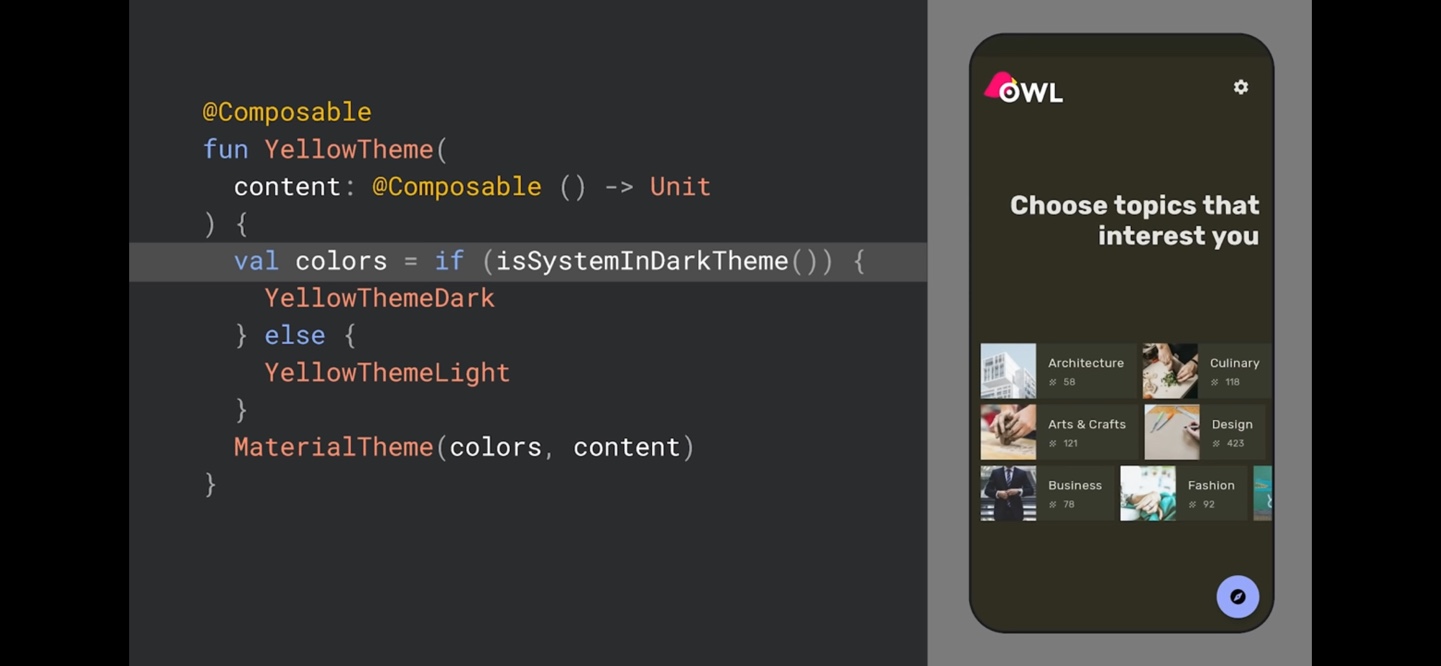 @Composable
fun YellowTheme(
content: @Composable () -> Unit
) {
val colors = if (isSystemInDarkTheme()) {
YellowThemeDark
} else {
YellowThemeLight
}
MaterialTheme(colors, content)
}
OWL
Choose topics that
interest you
Architecture
58
Culinary
118
Arts & Crafts
121
Design
423
Business
78
Fashion
92